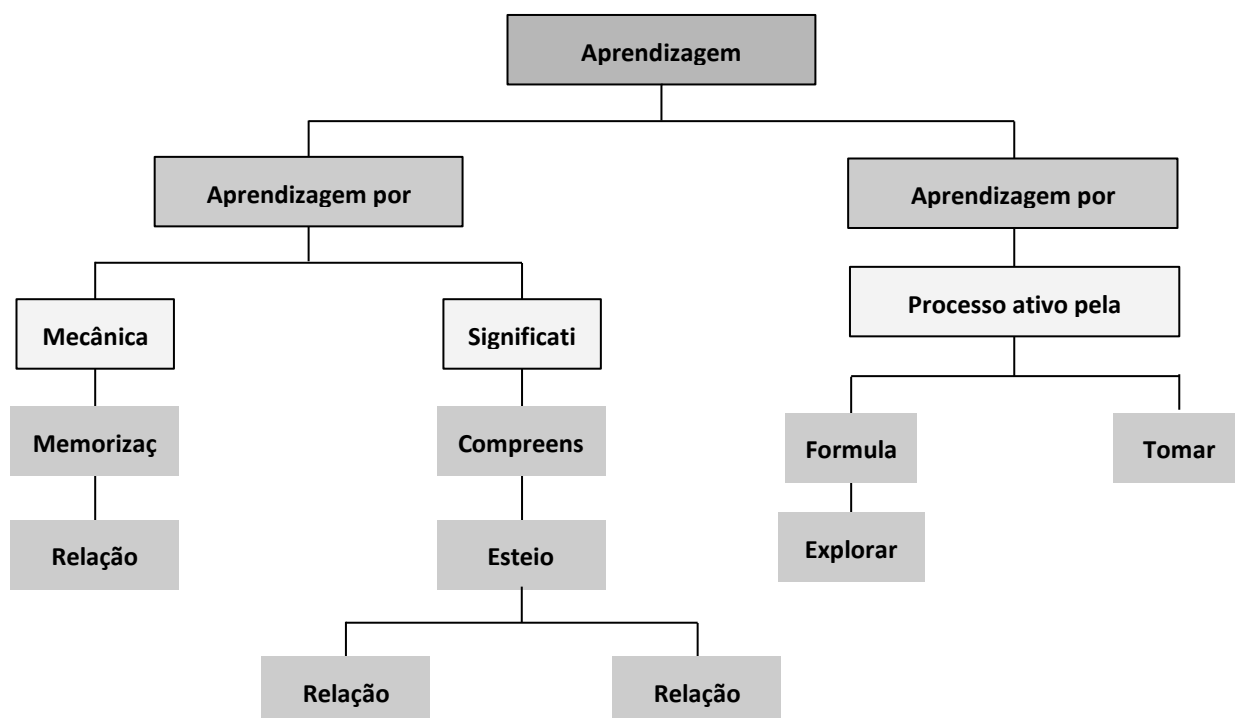 Aprendizagem
Aprendizagem por
Aprendizagem por
Mecânica
Significati
Processo ativo pela
Memorizaç
Compreens
Formula
Tomar
Relação
Esteio
Explorar
Relação
Relação